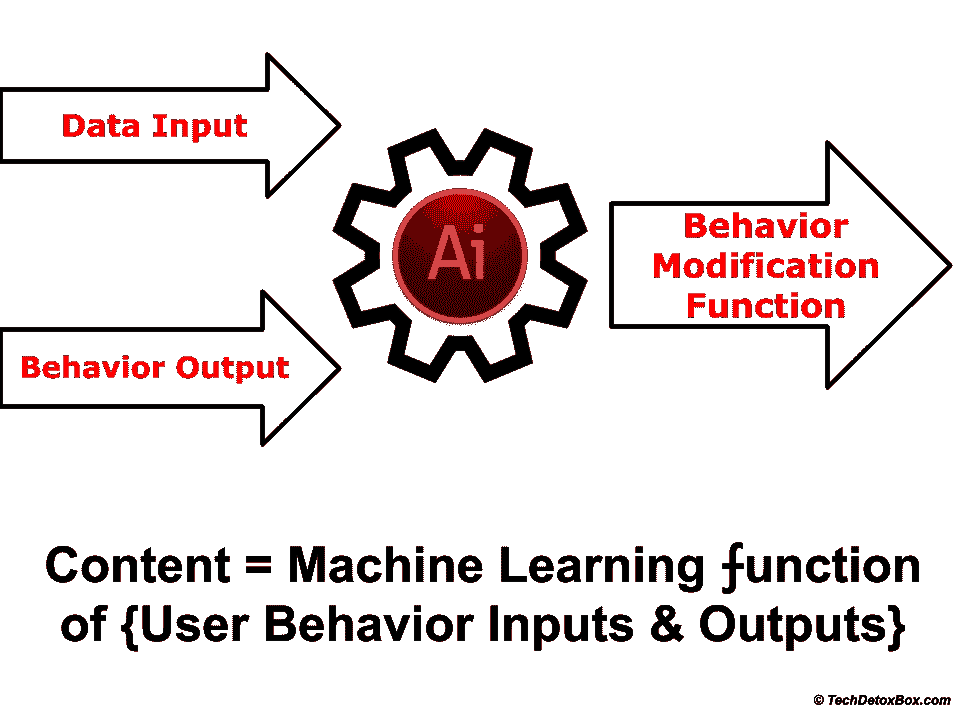 Data Input
Ai
Behavior Output
Behavior
Modification
Function
Content = Machine Learning ƒunction
of {User Behavior Inputs & Outputs}
© TechDetoxBox.com